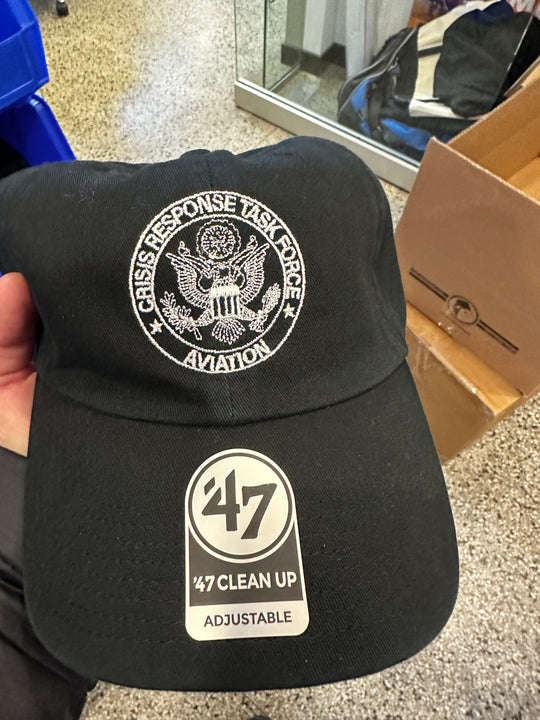 CRISIS RESPONSE TASK FORCE
AVIATION
'47
'47 CLEAN UP
ADJUSTABLE